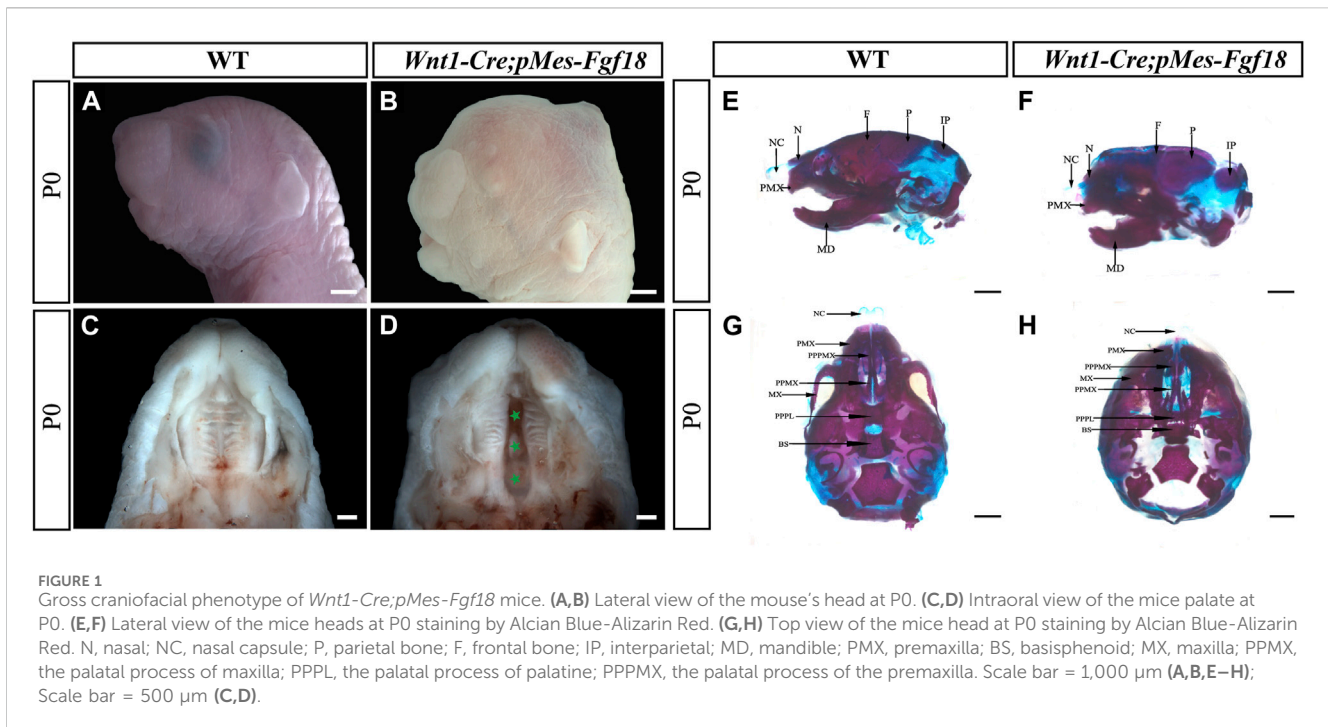 WT
Wnt1-Cre;pMes-Fgf18
WT
Wnt1-Cre;pMes-Fgf18
P0
A
B
P0
C
D
P0
E
NC
N
F
P
IP
PMX
MD
F
NC
N
F
P
IP
PMX
MD
P0
G
NC
PMX
PPPMX
PPMX
MX
PPPL
BS
H
NC
PMX
PPPMX
MX
PPMX
PPPL
BS
FIGURE 1
Gross craniofacial phenotype of Wnt1-Cre;pMes-Fgf18 mice. (A,B) Lateral view of the mouse's head at P0. (C,D) Intraoral view of the mice palate at
P0. (E,F) Lateral view of the mice heads at P0 staining by Alcian Blue-Alizarin Red. (G,H) Top view of the mice head at P0 staining by Alcian Blue-Alizarin
Red. N, nasal; NC, nasal capsule; P, parietal bone; F, frontal bone; IP, interparietal; MD, mandible; PMX, premaxilla; BS, basisphenoid; MX, maxilla; PPMX,
the palatal process of maxilla; PPPL, the palatal process of palatine; PPPMX, the palatal process of the premaxilla. Scale bar = 1,000 µm (A,B,E–H);
Scale bar = 500 µm (C,D).